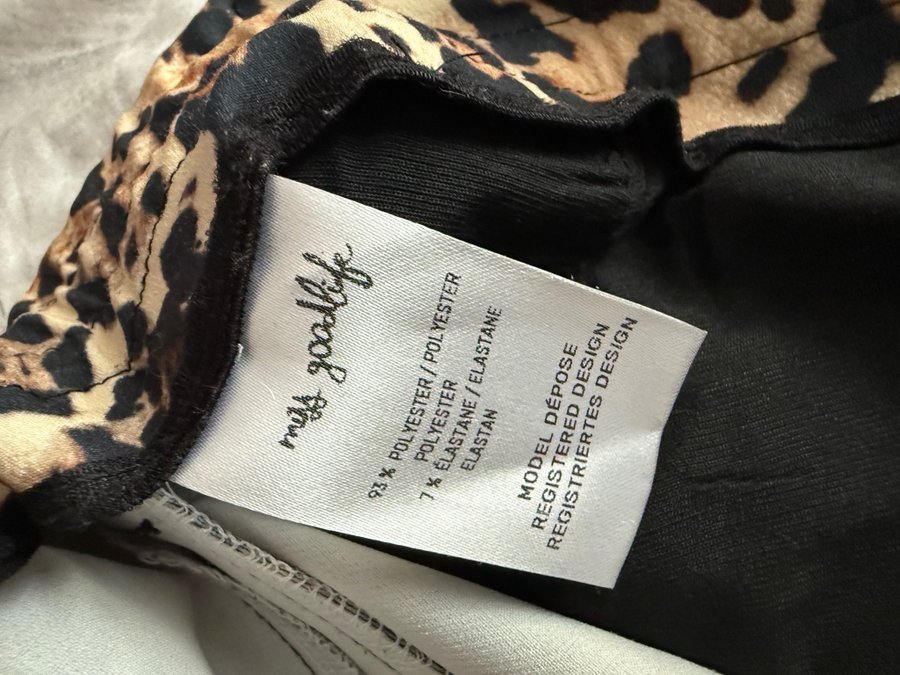 miss goodlife
93 % POLYESTER / POLYESTER
POLYESTER
7 % ÉLASTANE / ELASTANE
ELASTAN
MODEL DÉPOSE
REGISTERED DESIGN
REGISTRIERTES DESIGN